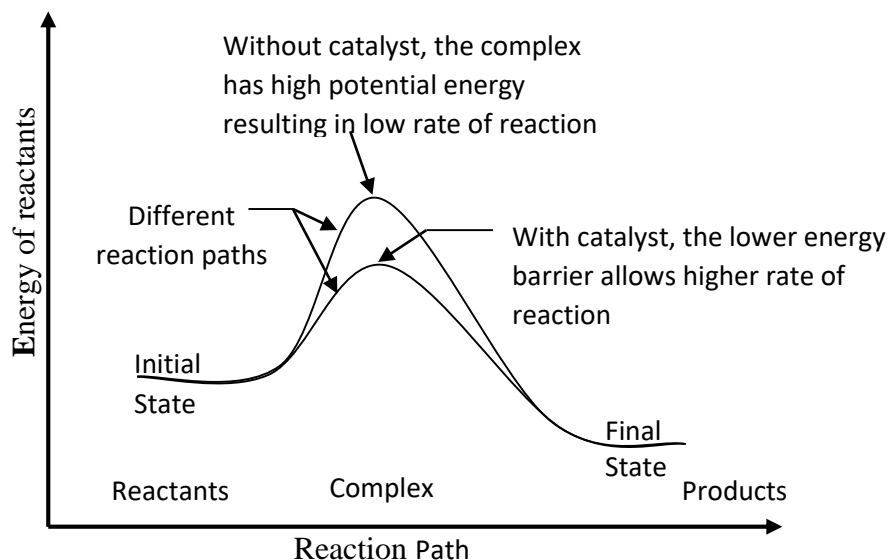 Without catalyst, the complex
has high potential energy
resulting in low rate of reaction
Energy of reactants
Different
reaction paths
With catalyst, the lower energy
barrier allows higher rate of
reaction
Initial
State
Final
State
Reactants
Complex
Products
Reaction Path